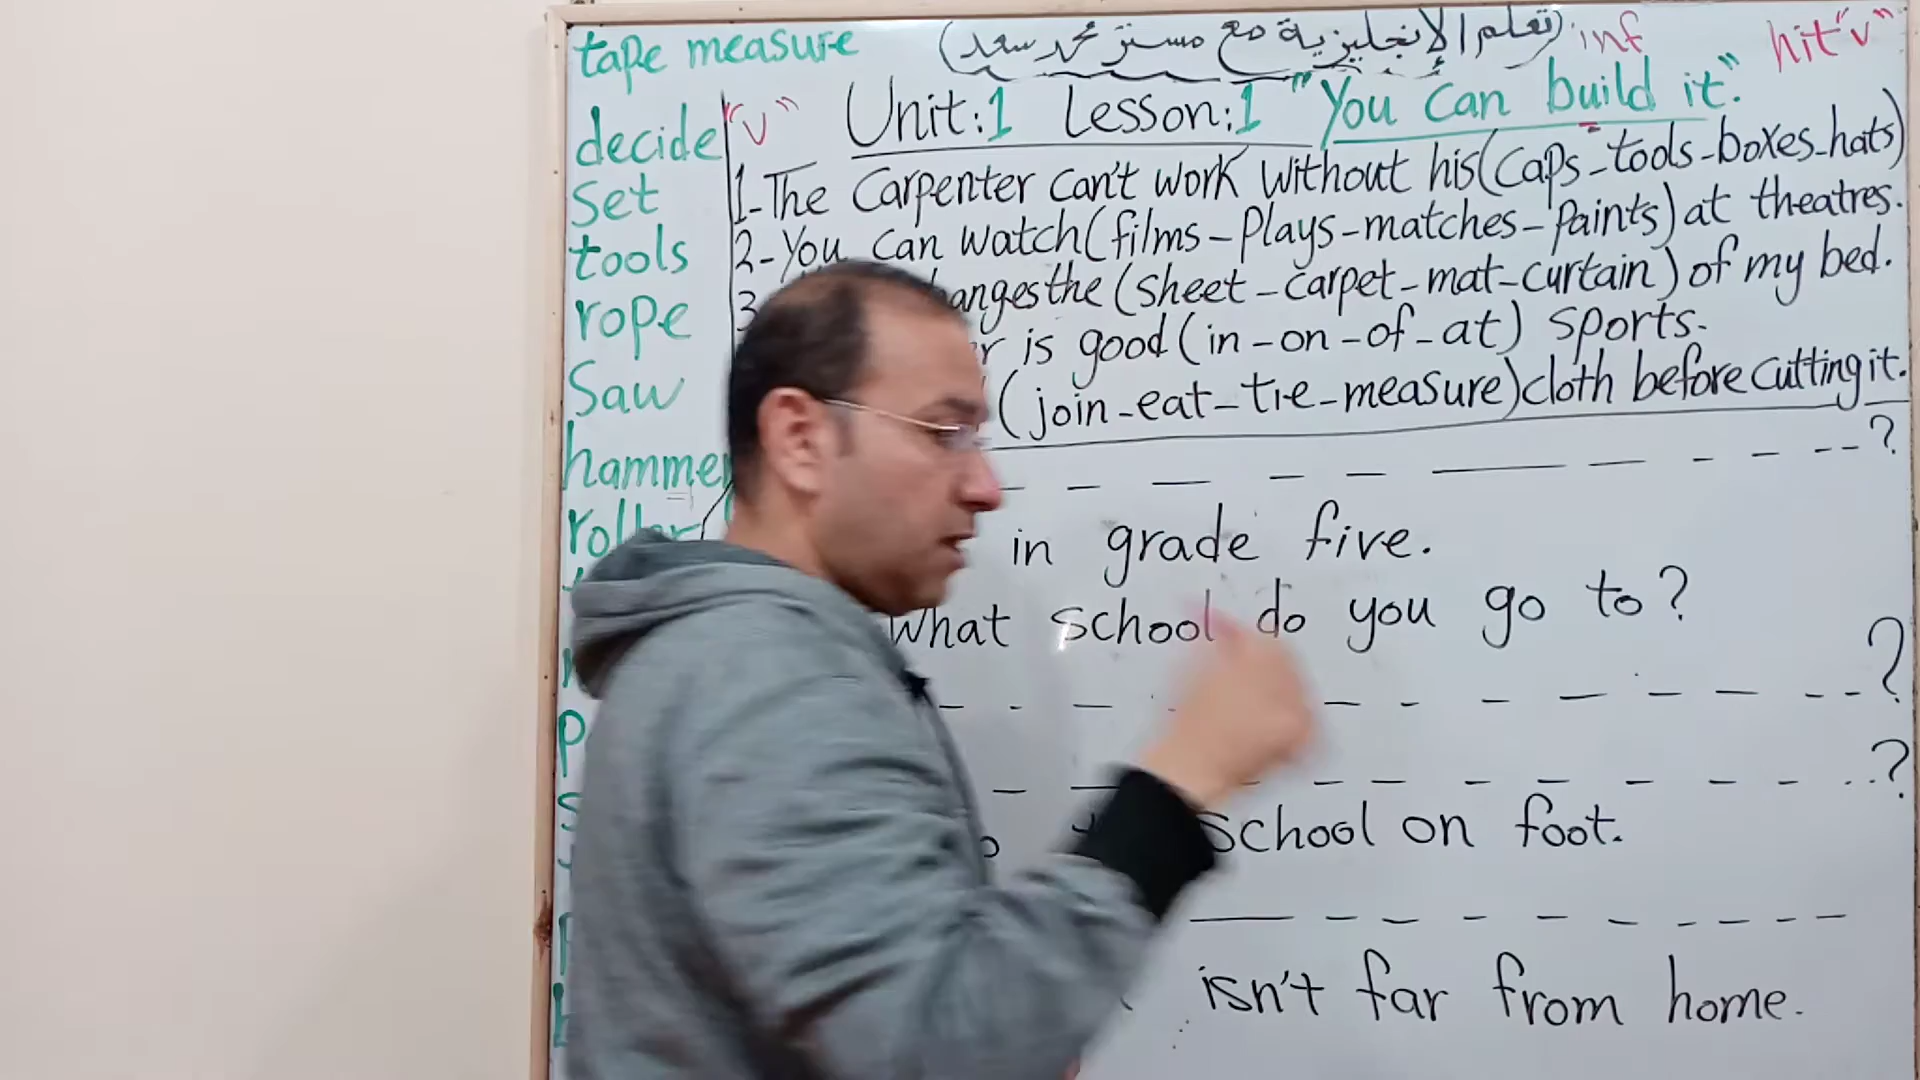 tape measure
(تعلم الإنجليزية مع مستر محمد سعد)
inf
hit "v"
decide "v"
Unit:1 Lesson:1 "You can build it."
set
tools
rope
Saw
hammer
1-The Carpenter can't work without his(caps-tools-boxes-hats)
2-You can watch(films-plays-matches-paints)at theatres.
3 the (sheet-carpet-mat-curtain) of my bed.
is good (in-on-of-at) sports.
(join-eat-tie-measure)cloth before cutting it.
?
in grade five.
What school do you go to?
?
?
school on foot.
isn't far from home.